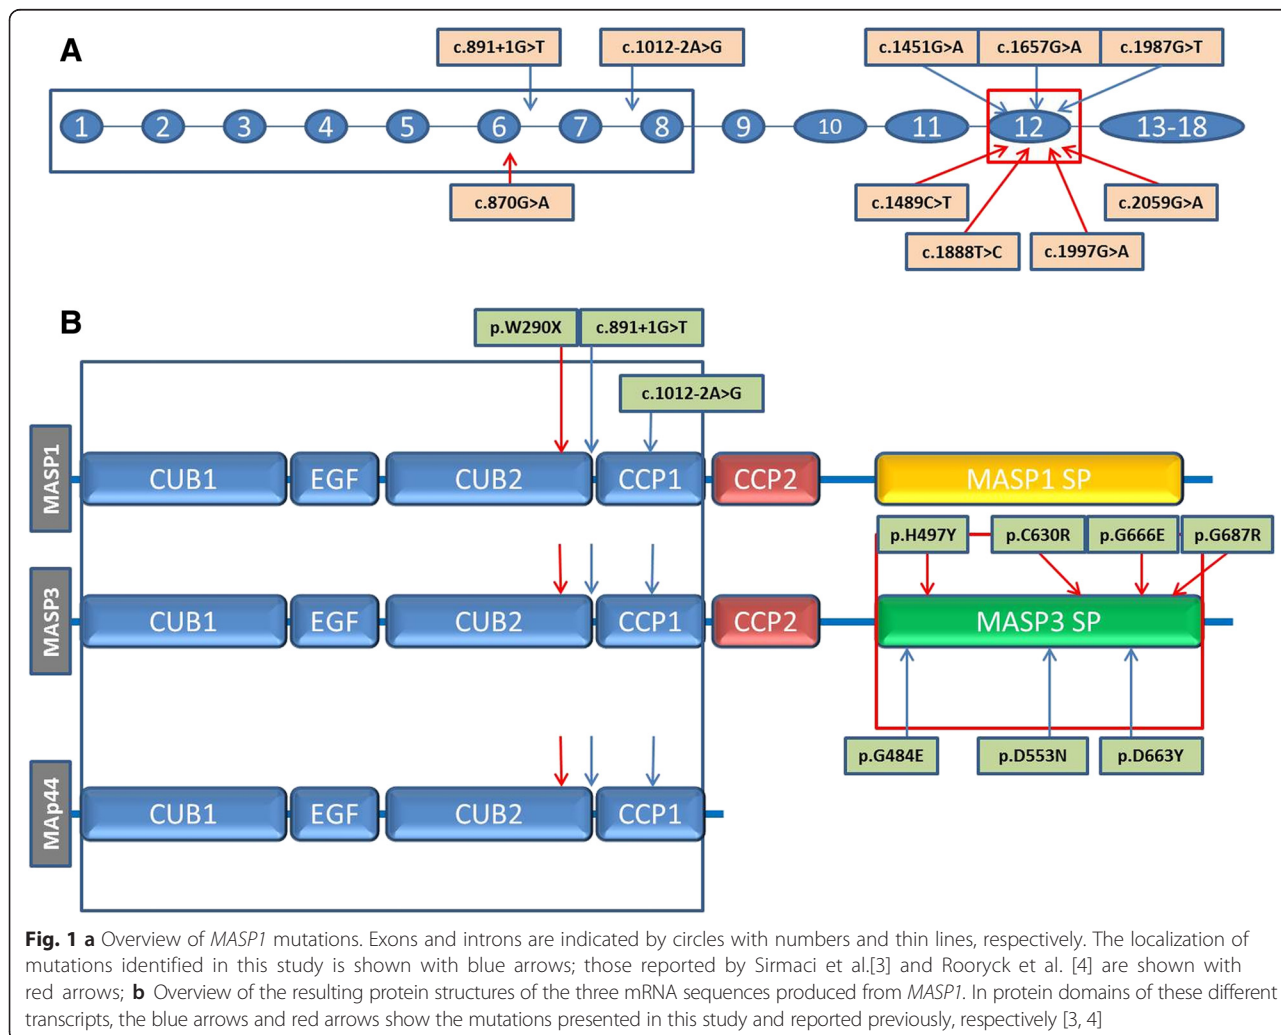 A
c.891+1G>T
c.1012-2A>G
c.1451G>A
c.1657G>A
c.1987G>T
1 2 3 4 5 6 7 8 9 10 11 12 13-18
c.870G>A
c.1489C>T
c.2059G>A
c.1888T>C
c.1997G>A
B
p.W290X
c.891+1G>T
c.1012-2A>G
MASP1
CUB1 EGF CUB2 CCP1 CCP2 MASP1 SP
p.H497Y
p.C630R
p.G666E
p.G687R
MASP3
CUB1 EGF CUB2 CCP1 CCP2 MASP3 SP
p.G484E
p.D553N
p.D663Y
MAp44
CUB1 EGF CUB2 CCP1
Fig. 1 a Overview of MASP1 mutations. Exons and introns are indicated by circles with numbers and thin lines, respectively. The localization of
mutations identified in this study is shown with blue arrows; those reported by Sirmaci et al.[3] and Rooryck et al. [4] are shown with
red arrows; b Overview of the resulting protein structures of the three mRNA sequences produced from MASP1. In protein domains of these different
transcripts, the blue arrows and red arrows show the mutations presented in this study and reported previously, respectively [3, 4]